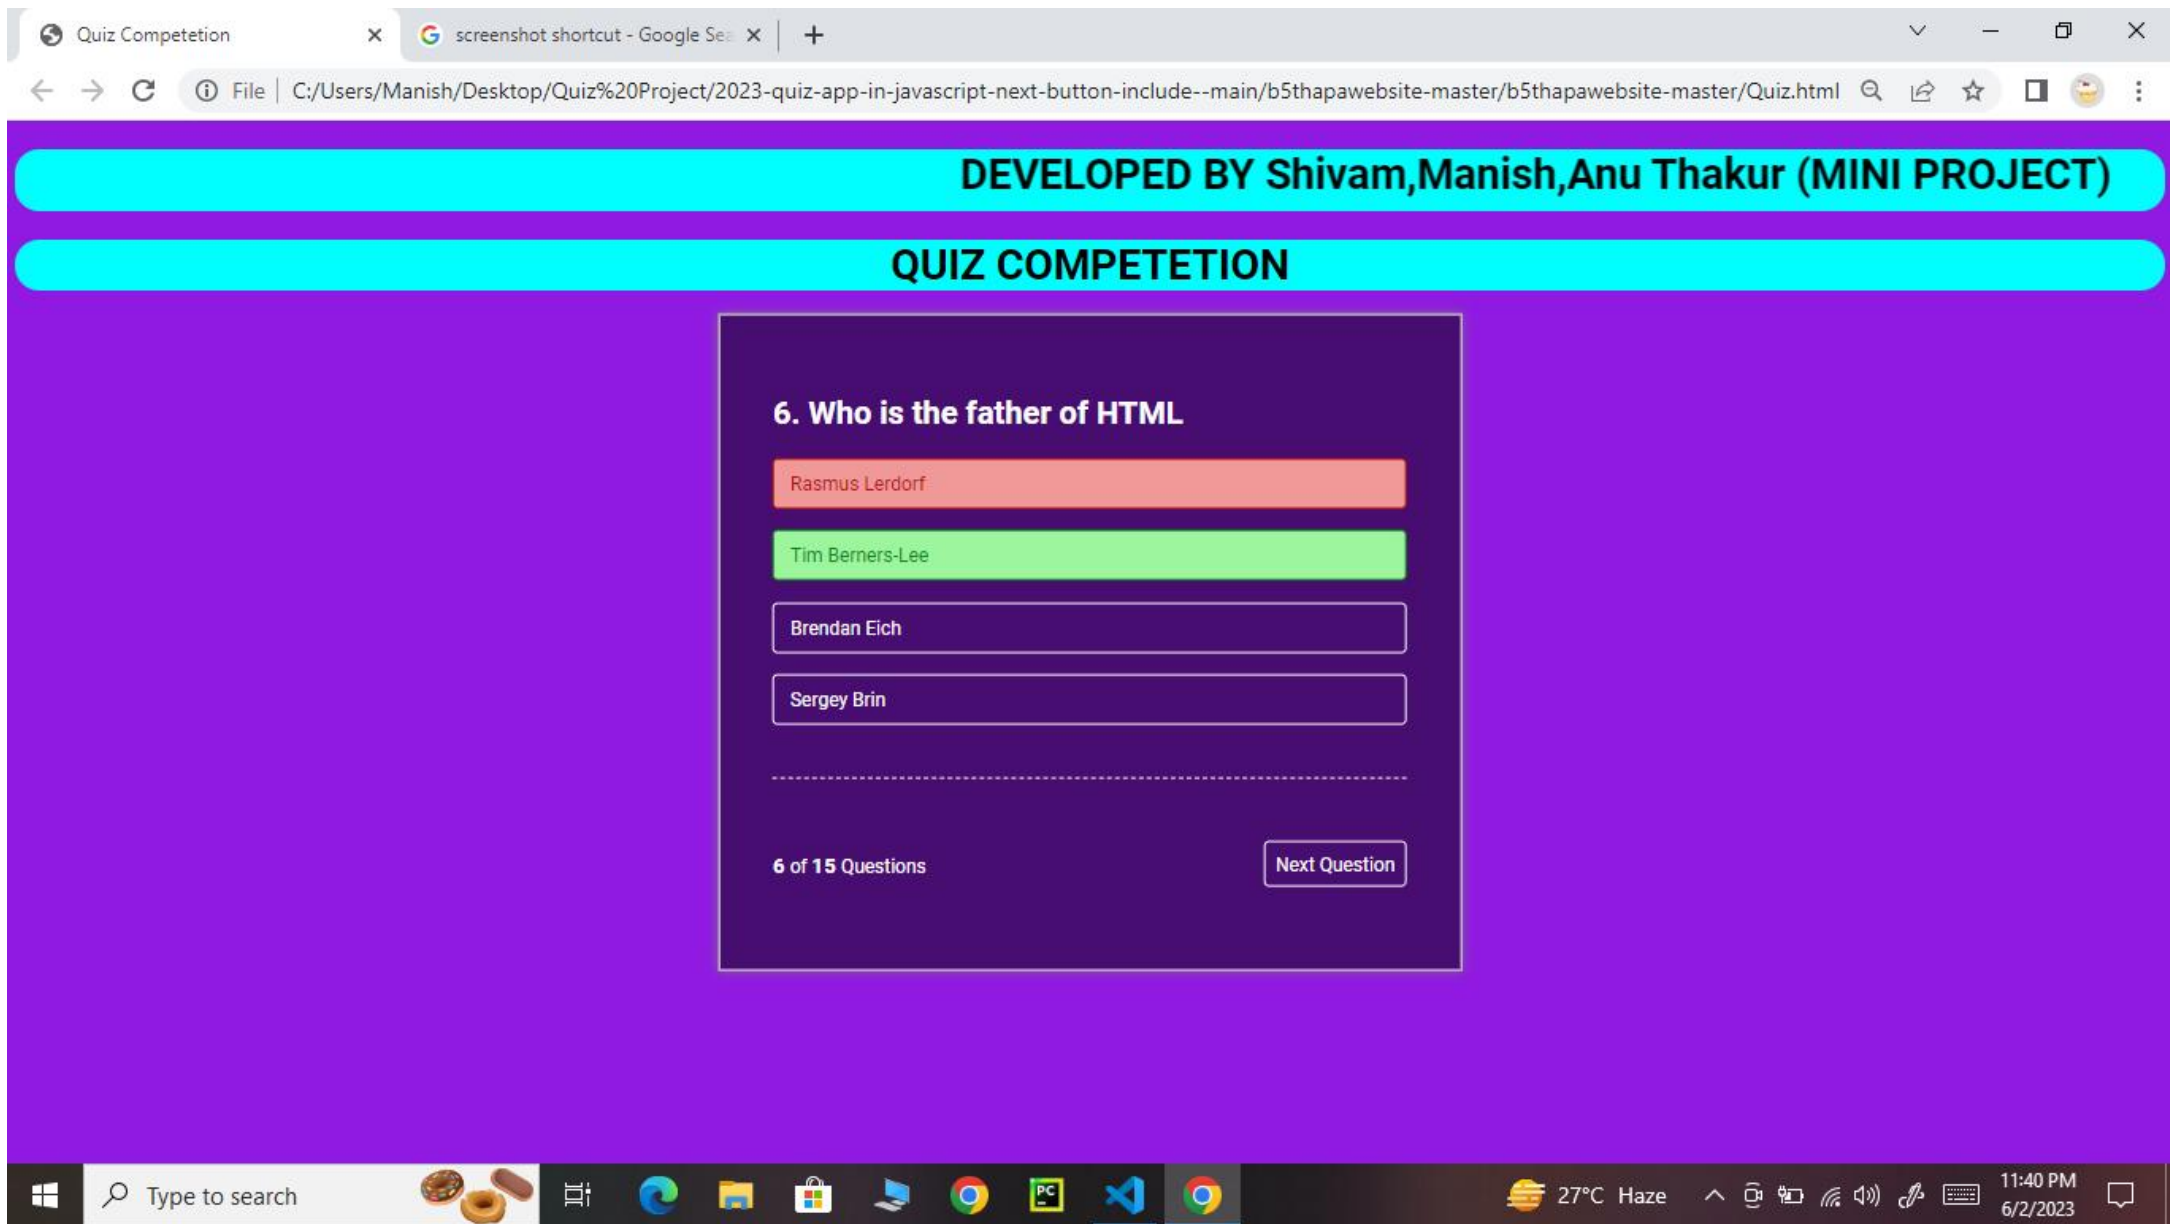 Quiz Competetion
screenshot shortcut - Google Sea
File
C:/Users/Manish/Desktop/Quiz%20Project/2023-quiz-app-in-javascript-next-button-include--main/b5thapawebsite-master/b5thapawebsite-master/Quiz.html
DEVELOPED BY Shivam,Manish,Anu Thakur (MINI PROJECT)
QUIZ COMPETETION
6. Who is the father of HTML
Rasmus Lerdorf
Tim Berners-Lee
Brendan Eich
Sergey Brin
6 of 15 Questions
Next Question
Type to search
PC
27°C Haze
11:40 PM
6/2/2023